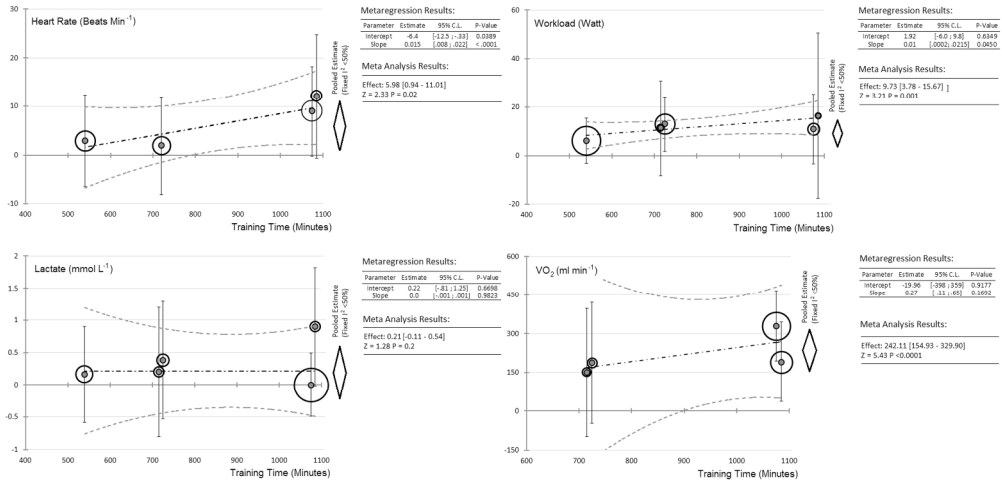 Heart Rate (Beats Min⁻¹)
30
20
10
0
-10
400 500 600 700 800 900 1000 1100
Training Time (Minutes)
Pooled Estimate
(Fixed I² <50%)
Metaregression Results:
Parameter Estimate 95% C.L. P-Value
Intercept -6.4 [-12.5 ; -.33] 0.0389
Slope 0.015 [.008 ; .022] < .0001
Meta Analysis Results:
Effect: 5.98 [0.94 - 11.01]
Z = 2.33 P = 0.02
Workload (Watt)
60
40
20
0
-20
400 500 600 700 800 900 1000 1100
Training Time (Minutes)
Pooled Estimate
(Fixed I² <50%)
Metaregression Results:
Parameter Estimate 95% C.L. P-Value
Intercept 1.92 [-6.0 ; 9.8] 0.6349
Slope 0.01 [.0002; .0215] 0.0450
Meta Analysis Results:
Effect: 9.73 [3.78 - 15.67] ]
Z = 3.21 P = 0.001
Lactate (mmol L⁻¹)
2
1.5
1
0.5
0
-0.5
-1
400 500 600 700 800 900 1000 1100
Training Time (Minutes)
Pooled Estimate
(Fixed I² <50%)
Metaregression Results:
Parameter Estimate 95% C.L. P-Value
Intercept 0.22 [-.81 ; 1.25] 0.6698
Slope 0.0 [-.001 ; .001] 0.9823
Meta Analysis Results:
Effect: 0.21 [-0.11 - 0.54]
Z = 1.28 P = 0.2
VO₂ (ml min⁻¹)
600
450
300
150
0
-150
600 700 800 900 1000 1100
Training Time (Minutes)
Pooled Estimate
(Fixed I² <50%)
Metaregression Results:
Parameter Estimate 95% C.L. P-Value
Intercept -19.96 [-398 ; 359] 0.9177
Slope 0.27 [ .11 ; .65] 0.1692
Meta Analysis Results:
Effect: 242.11 [154.93 - 329.90]
Z = 5.43 P <0.0001